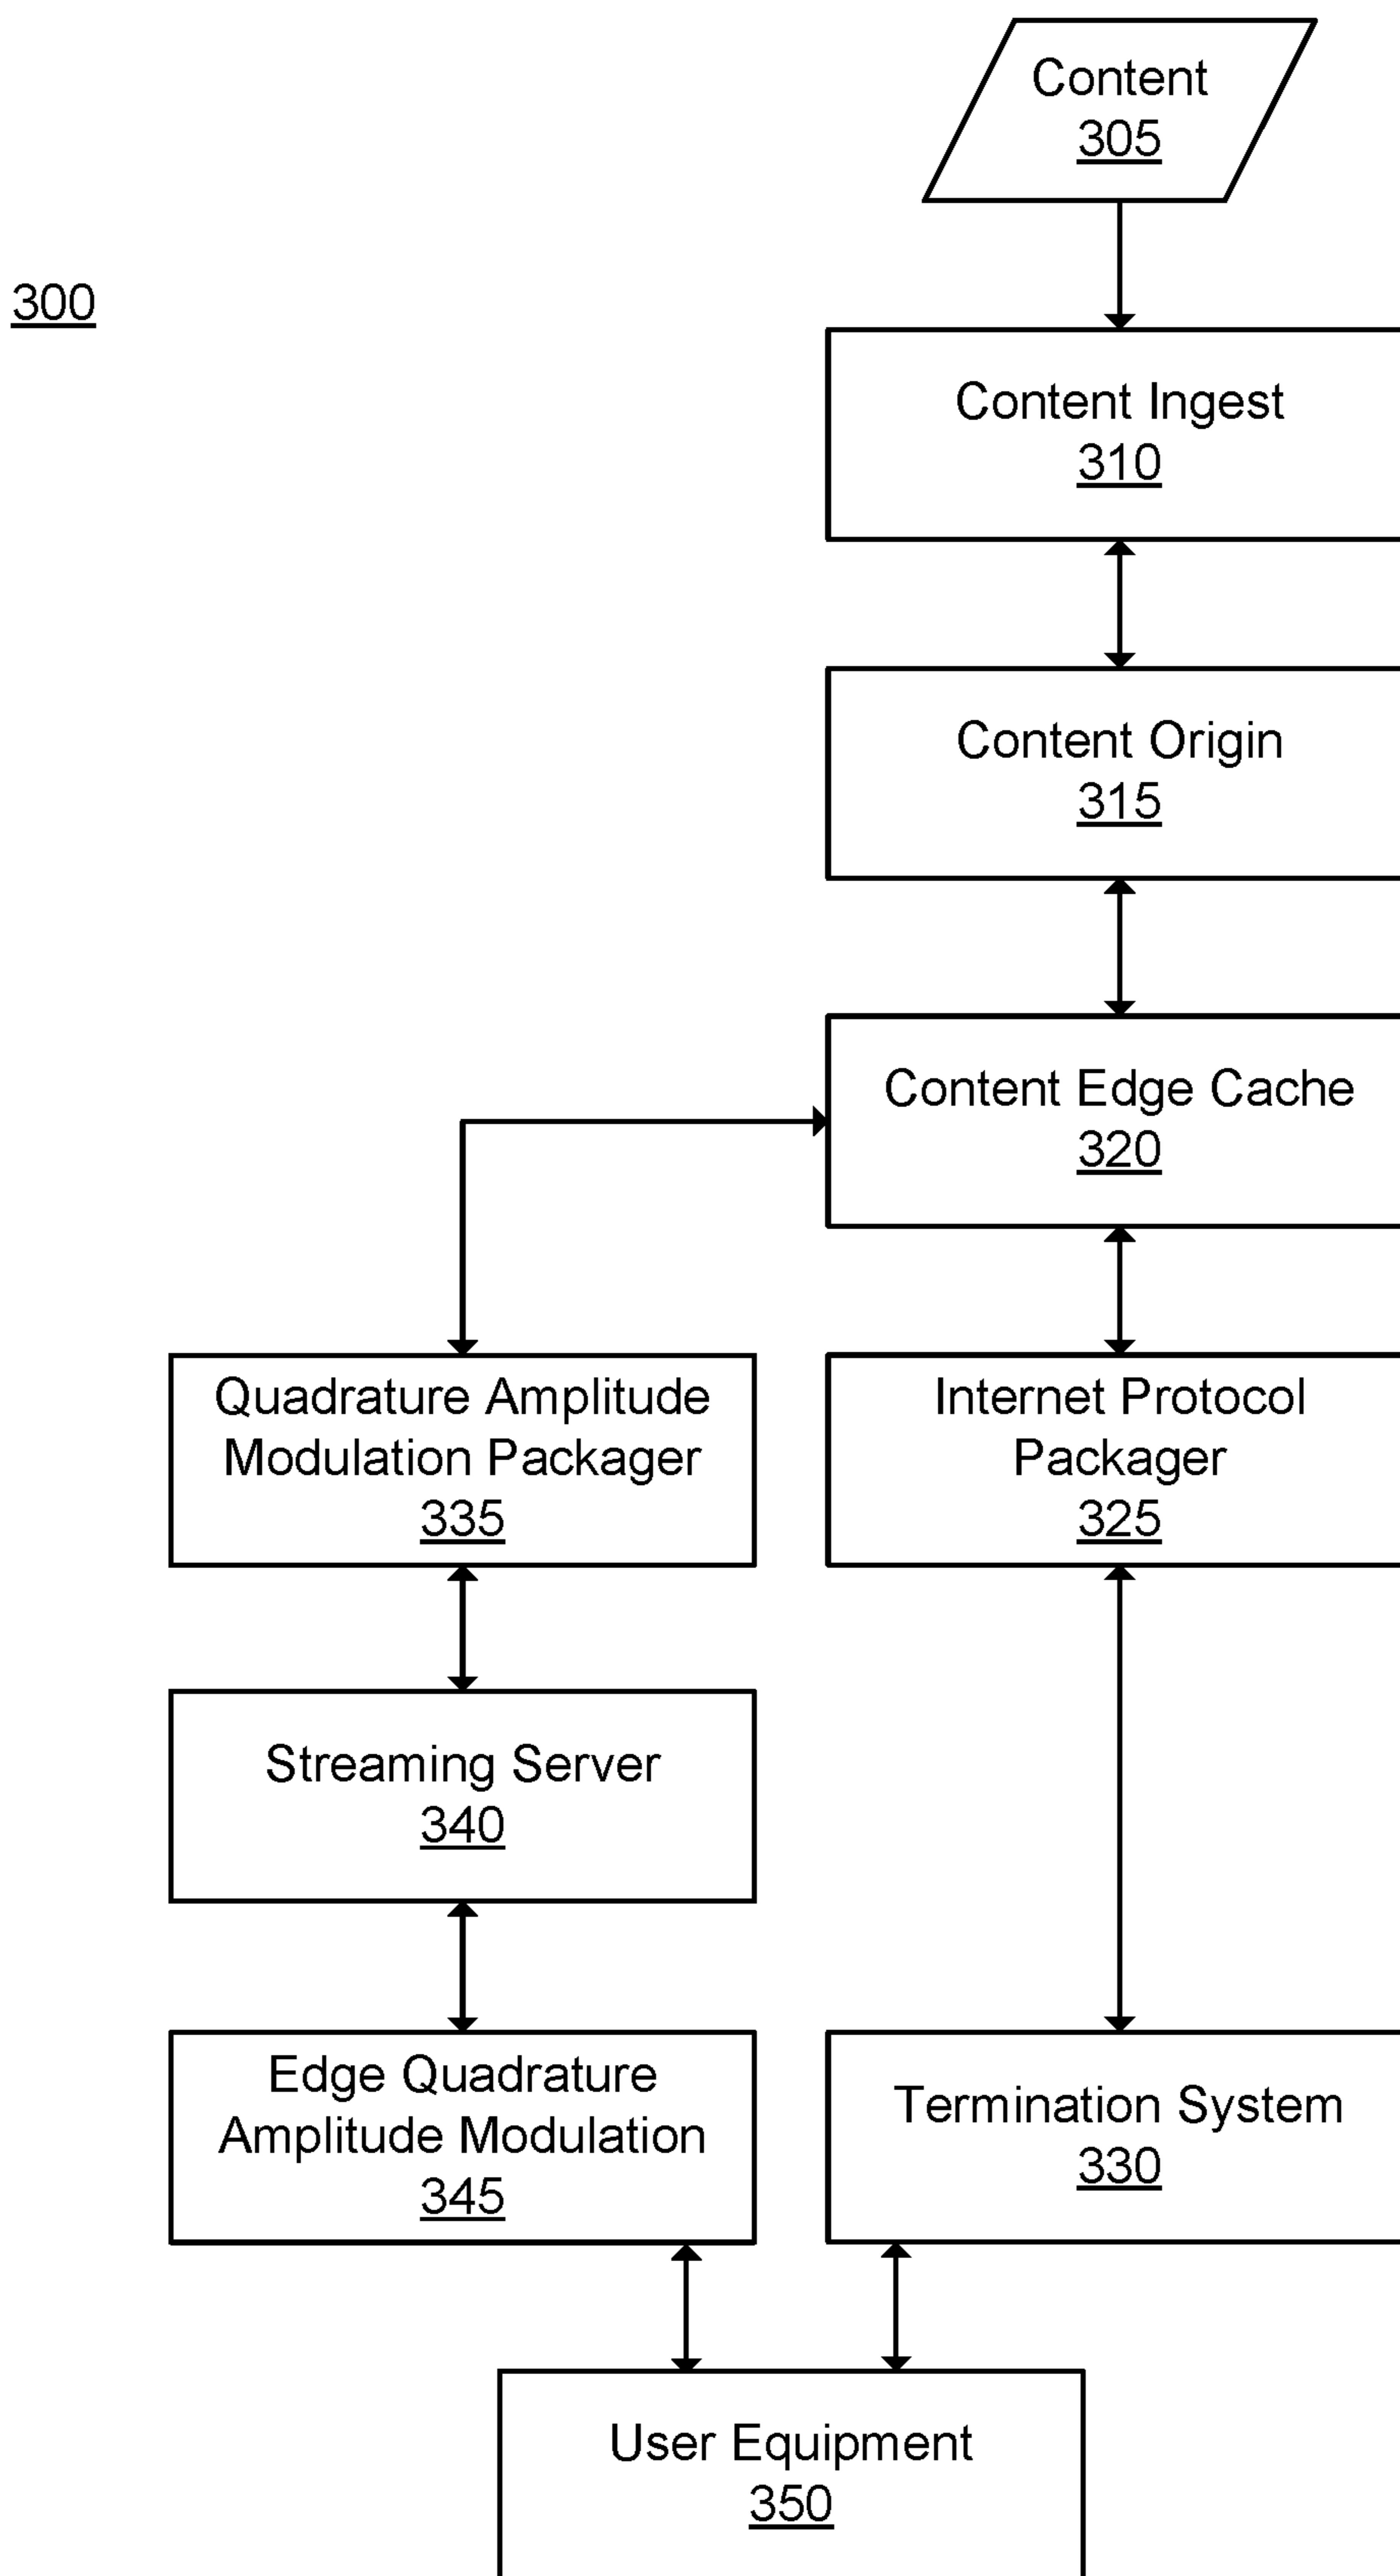 Content
305
300
Content Ingest
310
Content Origin
315
Content Edge Cache
320
Quadrature Amplitude
Modulation Packager
335
Internet Protocol
Packager
325
Streaming Server
340
Edge Quadrature
Amplitude Modulation
345
Termination System
330
User Equipment
350